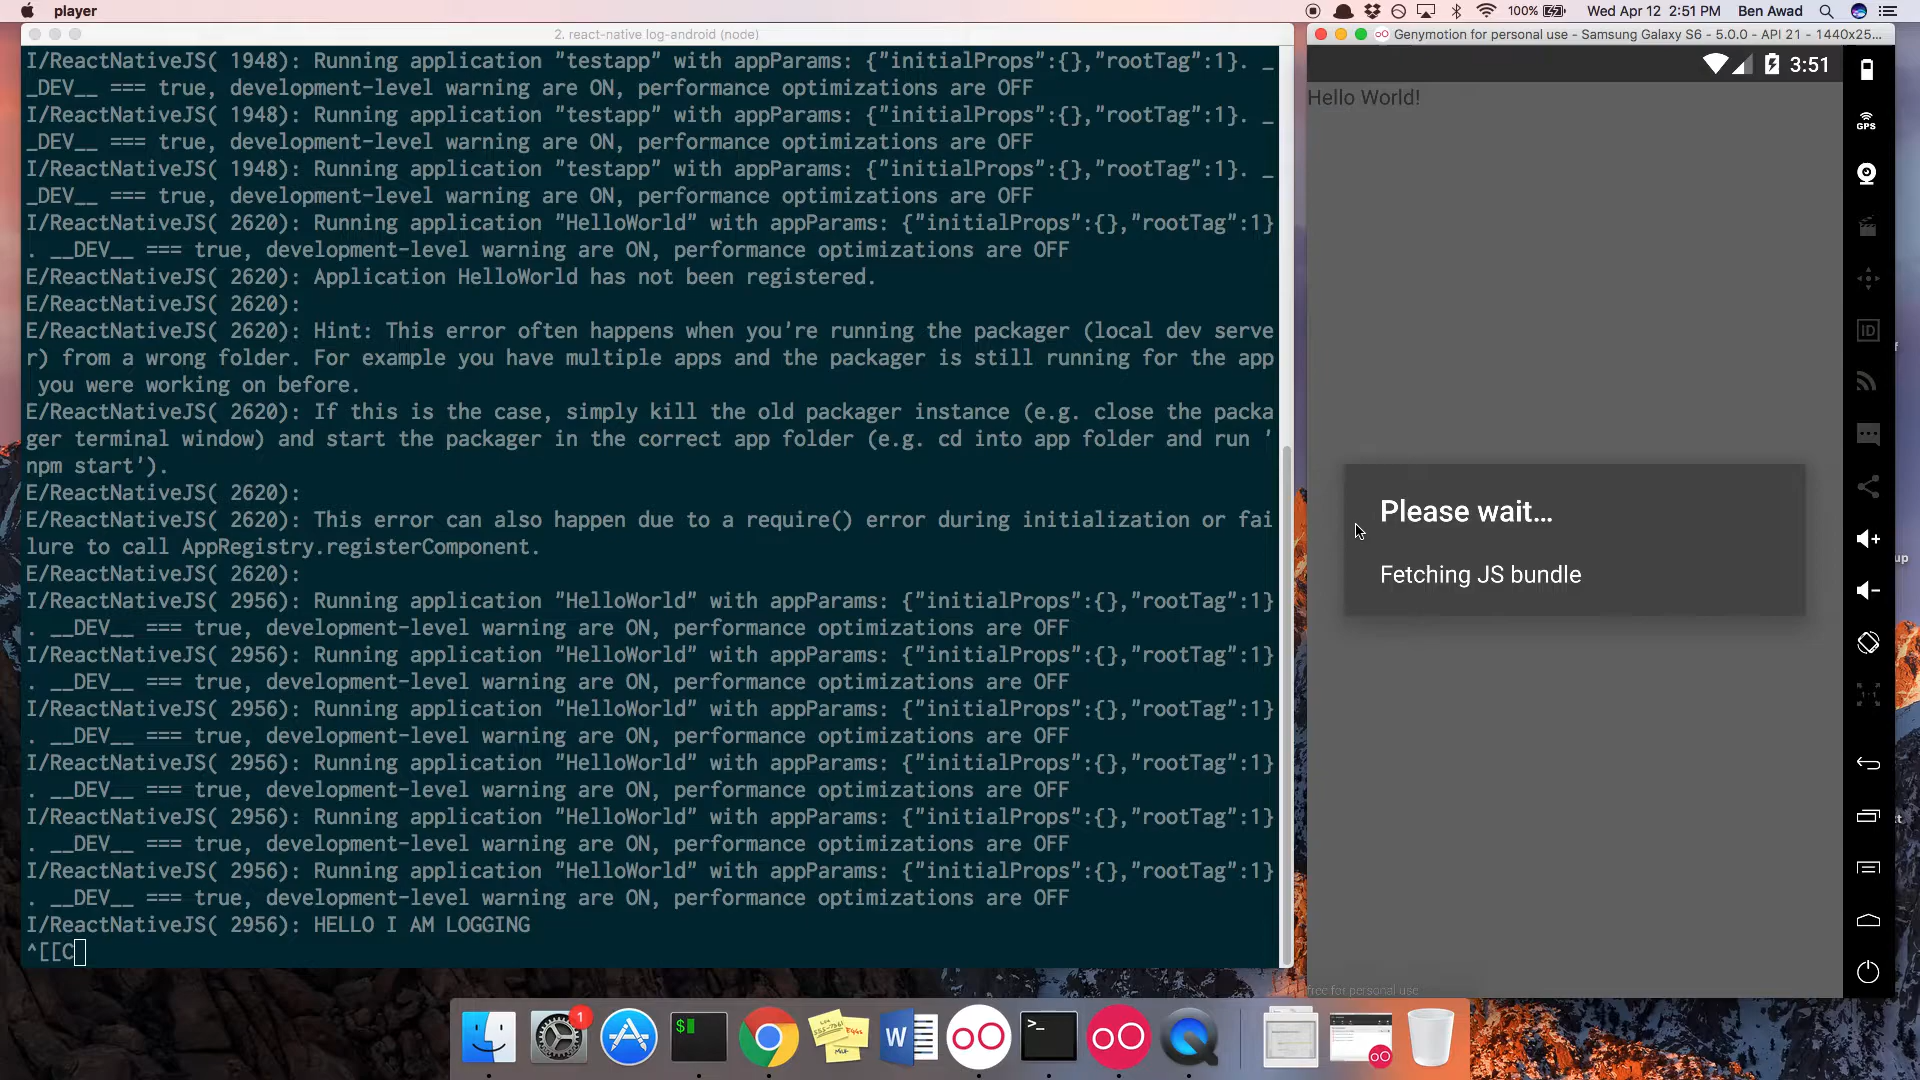 player
100%
Wed Apr 12 2:51 PM
Ben Awad
2. react-native log-android (node)
I/ReactNativeJS( 1948): Running application "testapp" with appParams: {"initialProps":{},"rootTag":1}. _
_DEV__ === true, development-level warning are ON, performance optimizations are OFF
I/ReactNativeJS( 1948): Running application "testapp" with appParams: {"initialProps":{},"rootTag":1}. _
_DEV__ === true, development-level warning are ON, performance optimizations are OFF
I/ReactNativeJS( 1948): Running application "testapp" with appParams: {"initialProps":{},"rootTag":1}. _
_DEV__ === true, development-level warning are ON, performance optimizations are OFF
I/ReactNativeJS( 2620): Running application "HelloWorld" with appParams: {"initialProps":{},"rootTag":1}
. __DEV__ === true, development-level warning are ON, performance optimizations are OFF
E/ReactNativeJS( 2620): Application HelloWorld has not been registered.
E/ReactNativeJS( 2620):
E/ReactNativeJS( 2620): Hint: This error often happens when you're running the packager (local dev serve
r) from a wrong folder. For example you have multiple apps and the packager is still running for the app
you were working on before.
E/ReactNativeJS( 2620): If this is the case, simply kill the old packager instance (e.g. close the packa
ger terminal window) and start the packager in the correct app folder (e.g. cd into app folder and run '
npm start').
E/ReactNativeJS( 2620):
E/ReactNativeJS( 2620): This error can also happen due to a require() error during initialization or fai
lure to call AppRegistry.registerComponent.
E/ReactNativeJS( 2620):
I/ReactNativeJS( 2956): Running application "HelloWorld" with appParams: {"initialProps":{},"rootTag":1}
. __DEV__ === true, development-level warning are ON, performance optimizations are OFF
I/ReactNativeJS( 2956): Running application "HelloWorld" with appParams: {"initialProps":{},"rootTag":1}
. __DEV__ === true, development-level warning are ON, performance optimizations are OFF
I/ReactNativeJS( 2956): Running application "HelloWorld" with appParams: {"initialProps":{},"rootTag":1}
. __DEV__ === true, development-level warning are ON, performance optimizations are OFF
I/ReactNativeJS( 2956): Running application "HelloWorld" with appParams: {"initialProps":{},"rootTag":1}
. __DEV__ === true, development-level warning are ON, performance optimizations are OFF
I/ReactNativeJS( 2956): Running application "HelloWorld" with appParams: {"initialProps":{},"rootTag":1}
. __DEV__ === true, development-level warning are ON, performance optimizations are OFF
I/ReactNativeJS( 2956): Running application "HelloWorld" with appParams: {"initialProps":{},"rootTag":1}
. __DEV__ === true, development-level warning are ON, performance optimizations are OFF
I/ReactNativeJS( 2956): HELLO I AM LOGGING
^[[C
Genymotion for personal use - Samsung Galaxy S6 - 5.0.0 - API 21 - 1440x25...
3:51
Hello World!
Please wait...
Fetching JS bundle
free for personal use
GPS
ID
1:1
up
1